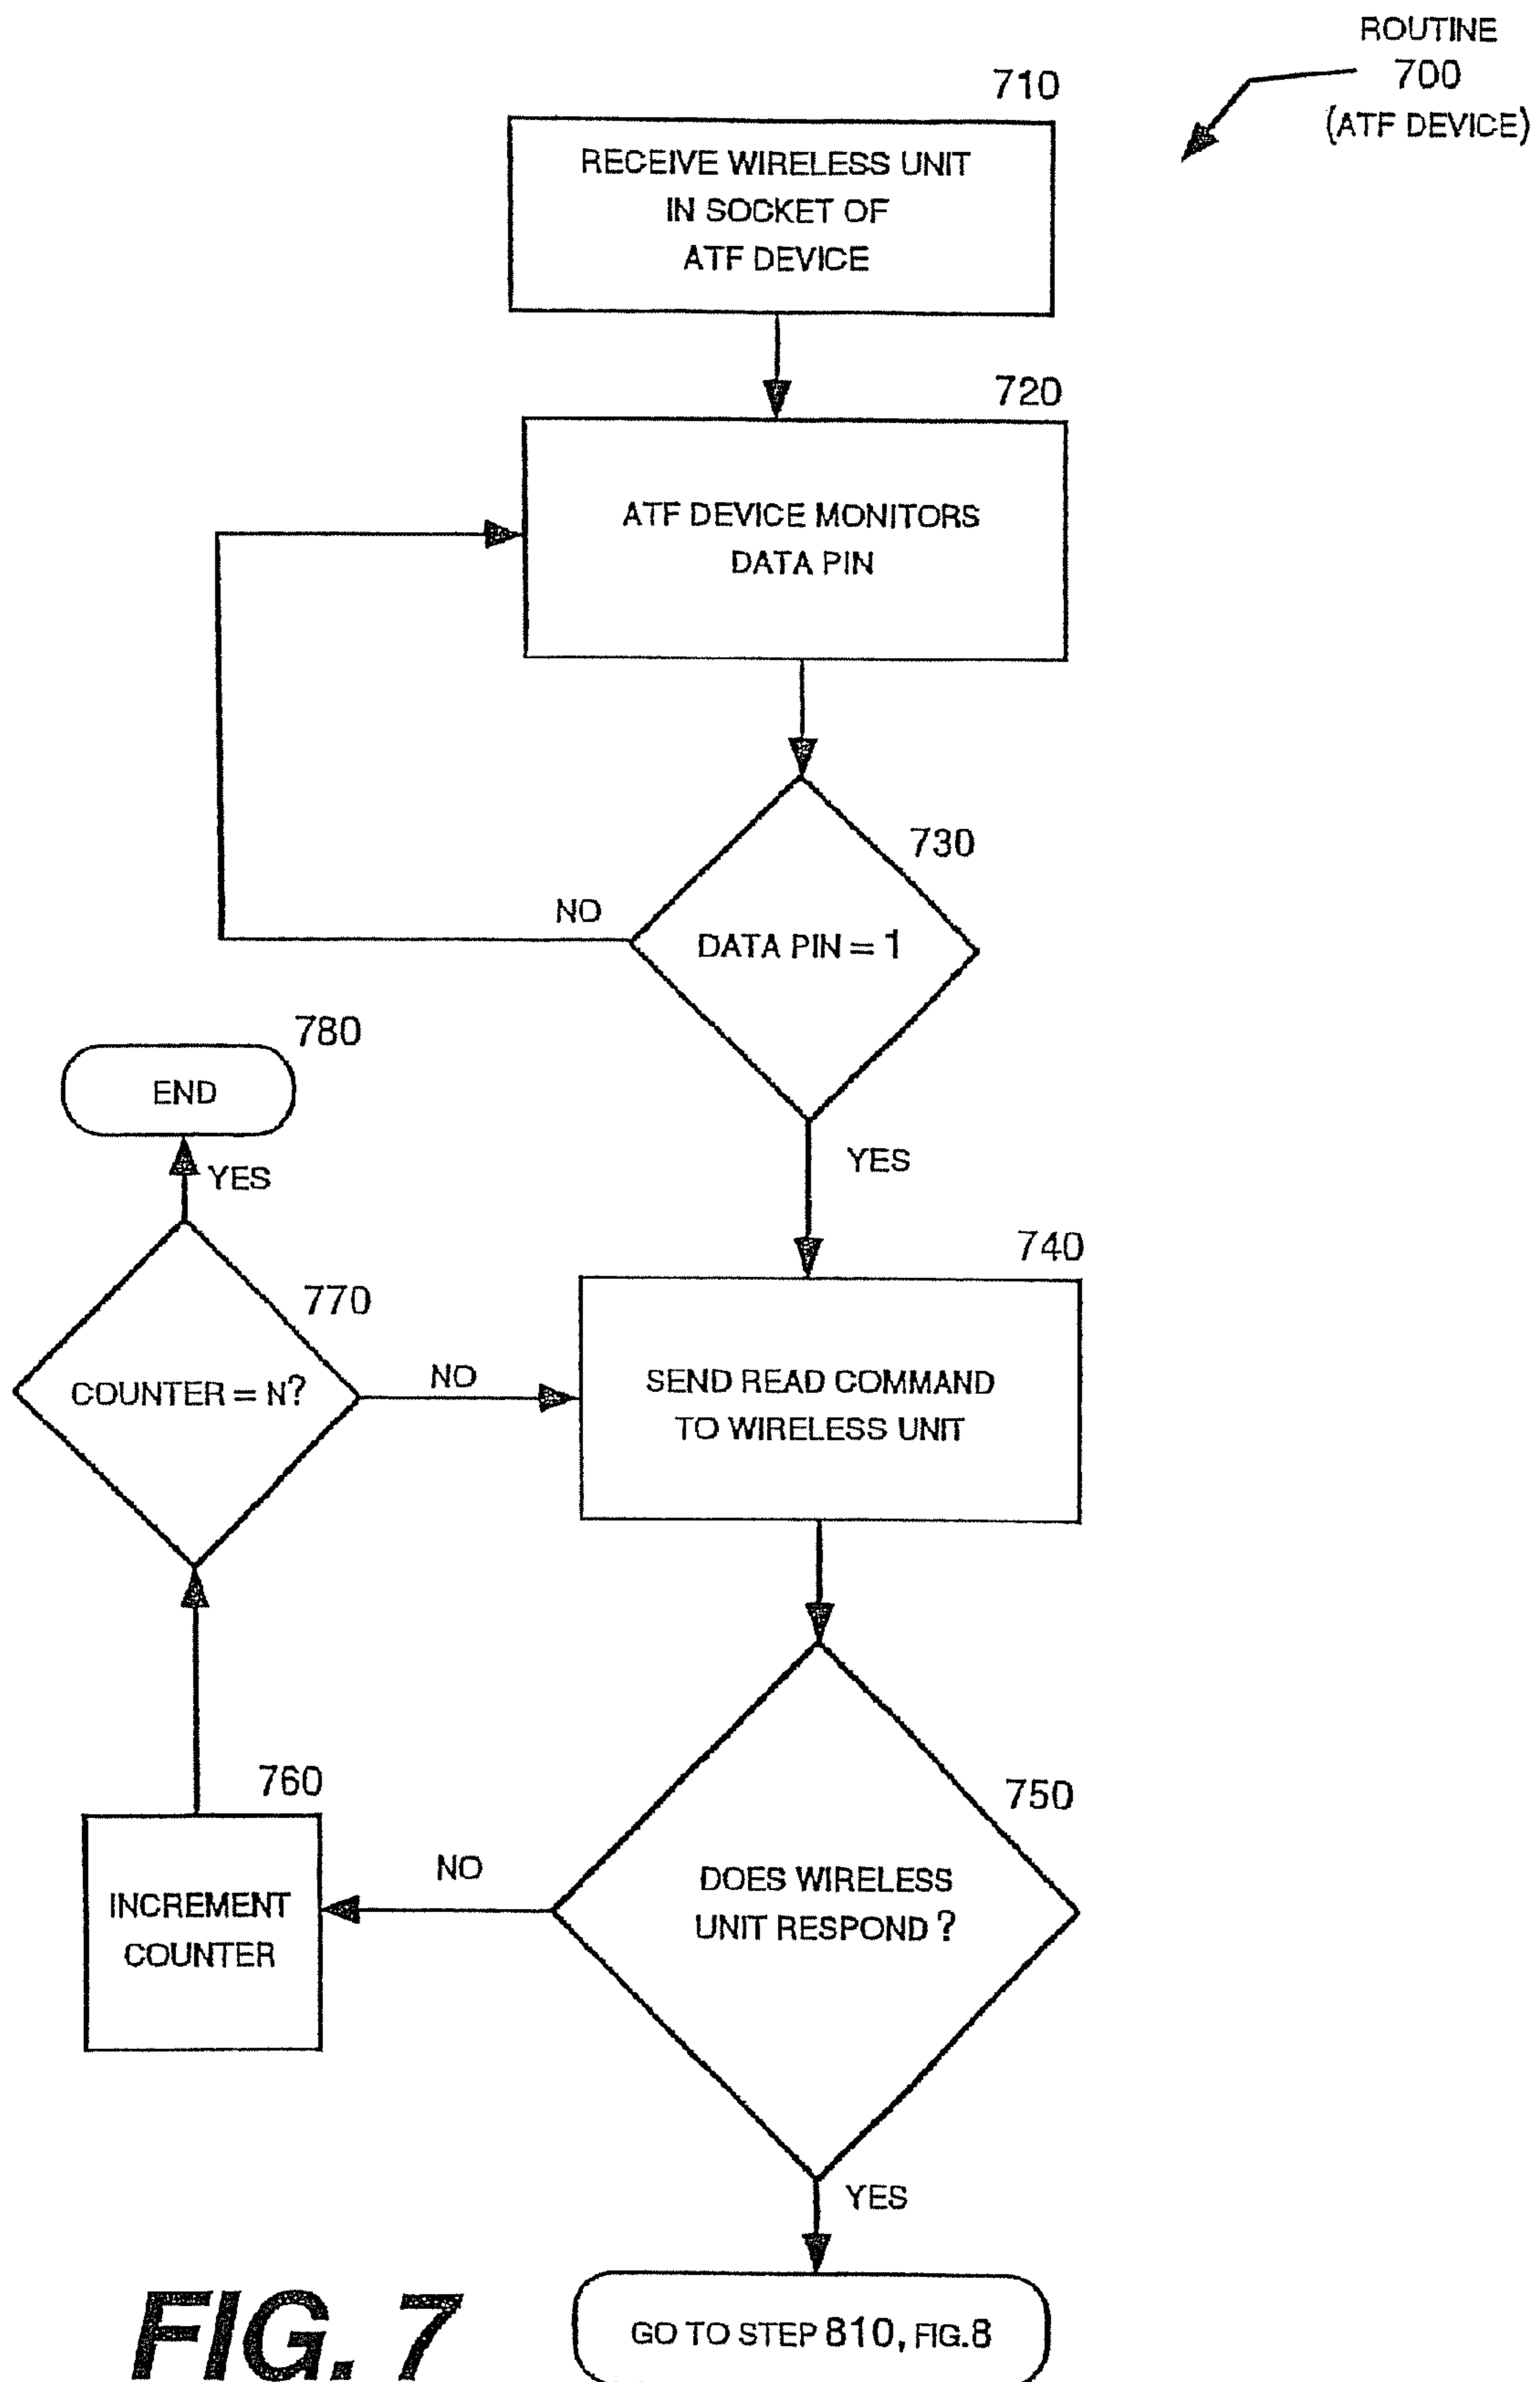 ROUTINE
700
(ATF DEVICE)
710
RECEIVE WIRELESS UNIT
IN SOCKET OF
ATF DEVICE
720
ATF DEVICE MONITORS
DATA PIN
730
NO
DATA PIN = 1
780
END
YES
YES
740
770
COUNTER = N?
NO
SEND READ COMMAND
TO WIRELESS UNIT
760
750
INCREMENT
COUNTER
NO
DOES WIRELESS
UNIT RESPOND ?
YES
GO TO STEP 810, FIG.8
FIG. 7